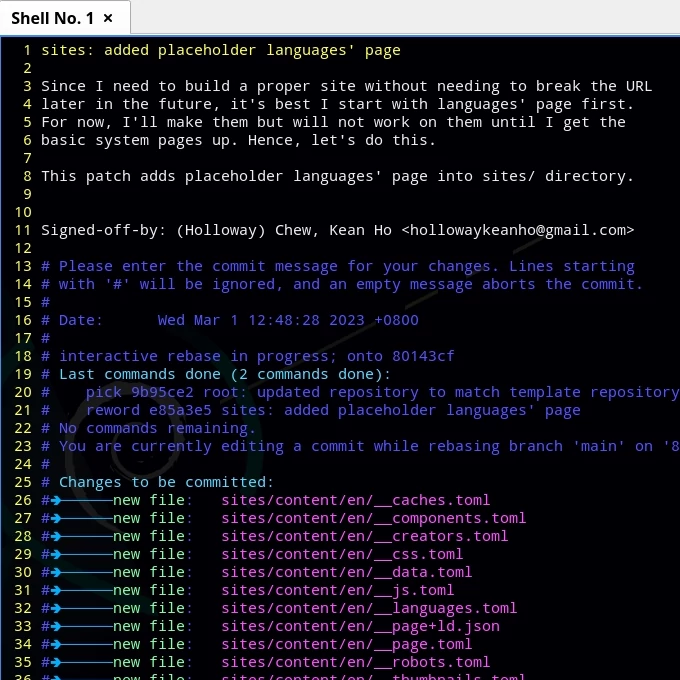 Shell No. 1 ×
1 sites: added placeholder languages' page
2
3 Since I need to build a proper site without needing to break the URL
4 later in the future, it's best I start with languages' page first.
5 For now, I'll make them but will not work on them until I get the
6 basic system pages up. Hence, let's do this.
7
8 This patch adds placeholder languages' page into sites/ directory.
9
10
11 Signed-off-by: (Holloway) Chew, Kean Ho <hollowaykeanho@gmail.com>
12
13 # Please enter the commit message for your changes. Lines starting
14 # with '#' will be ignored, and an empty message aborts the commit.
15 #
16 # Date:      Wed Mar 1 12:48:28 2023 +0800
17 #
18 # interactive rebase in progress; onto 80143cf
19 # Last commands done (2 commands done):
20 #    pick 9b95ce2 root: updated repository to match template repository
21 #    reword e85a3e5 sites: added placeholder languages' page
22 # No commands remaining.
23 # You are currently editing a commit while rebasing branch 'main' on '8
24 #
25 # Changes to be committed:
26 #→———new file:   sites/content/en/__caches.toml
27 #→———new file:   sites/content/en/__components.toml
28 #→———new file:   sites/content/en/__creators.toml
29 #→———new file:   sites/content/en/__css.toml
30 #→———new file:   sites/content/en/__data.toml
31 #→———new file:   sites/content/en/__js.toml
32 #→———new file:   sites/content/en/__languages.toml
33 #→———new file:   sites/content/en/__page+ld.json
34 #→———new file:   sites/content/en/__page.toml
35 #→———new file:   sites/content/en/__robots.toml
36 #→———new file:   sites/content/en/__thumbnails.toml